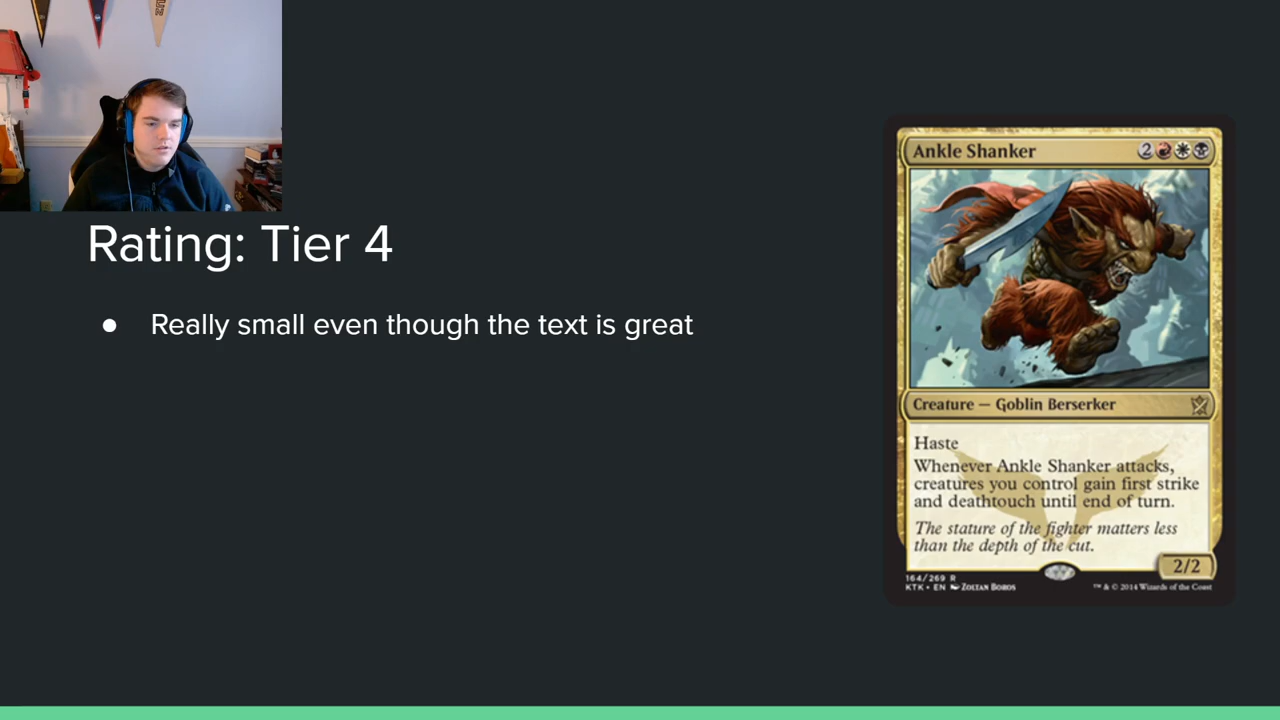 Rating: Tier 4
● Really small even though the text is great
Ankle Shanker 2
Creature — Goblin Berserker
Haste
Whenever Ankle Shanker attacks,
creatures you control gain first strike
and deathtouch until end of turn.
The stature of the fighter matters less
than the depth of the cut.
2/2
164/269 R
KTK • EN ZOLTAN BOROS
™ & © 2014 Wizards of the Coast